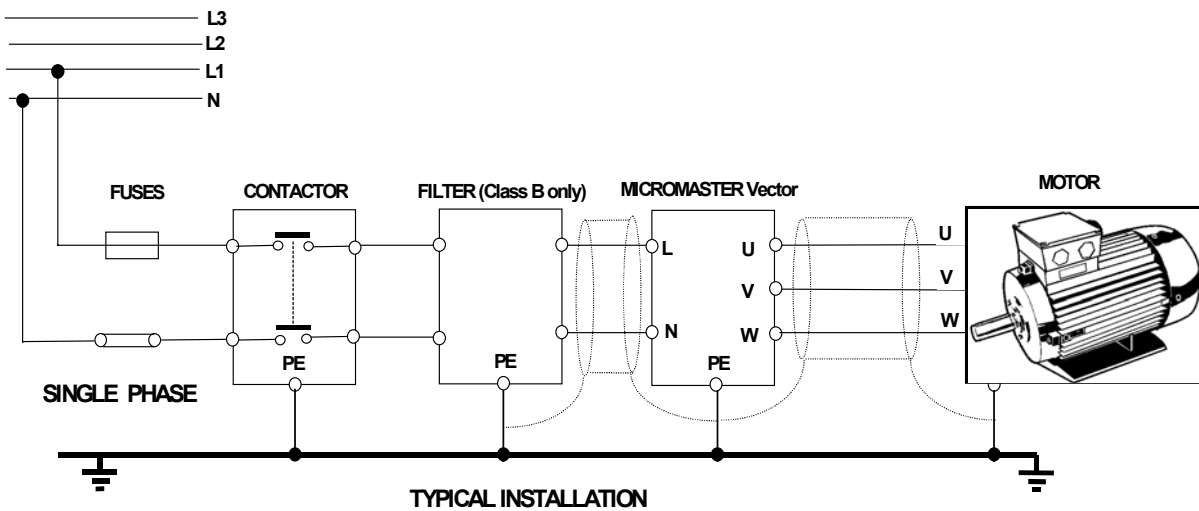 L3
L2
L1
N
FUSES
CONTACTOR
FILTER (Class B only)
MICROMASTER Vector
MOTOR
L
U
U
V
V
N
W
W
PE
PE
PE
SINGLE PHASE
TYPICAL INSTALLATION